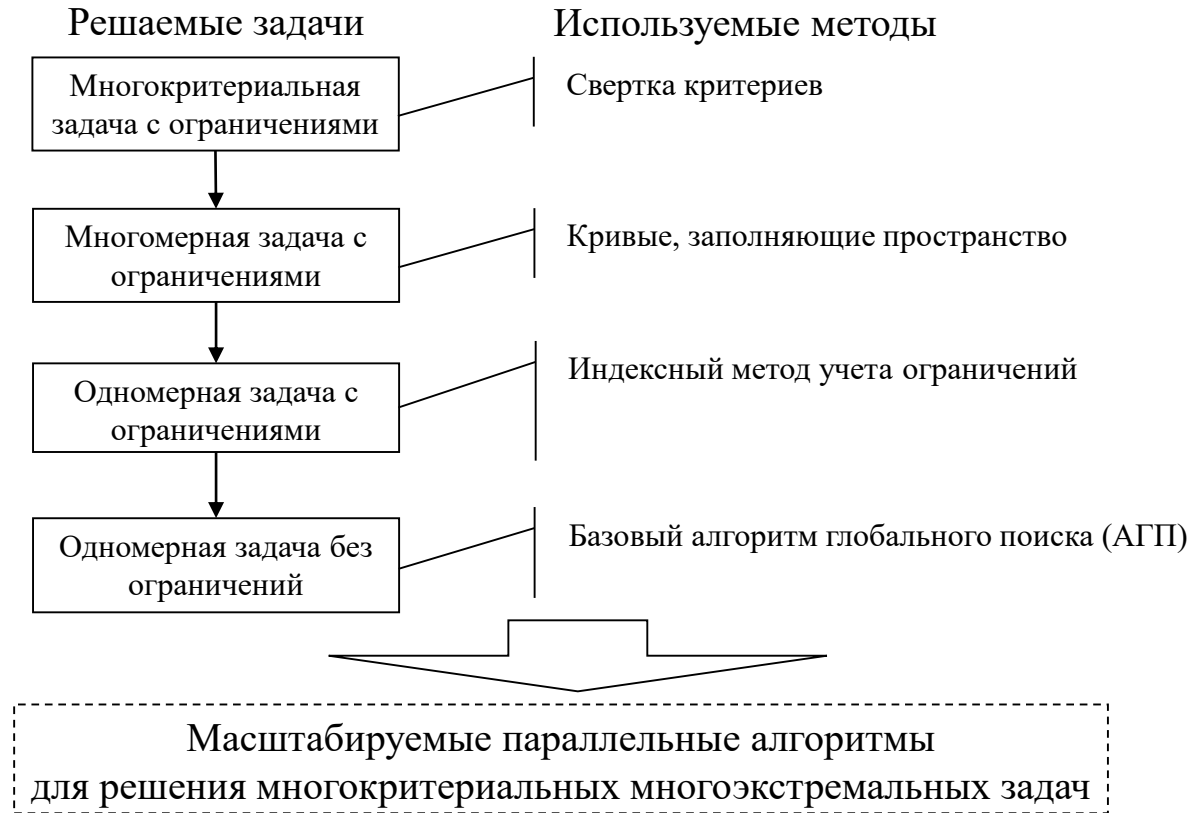 Решаемые задачи
Используемые методы
Многокритериальная
задача с ограничениями
Свертка критериев
Многомерная задача с
ограничениями
Кривые, заполняющие пространство
Одномерная задача с
ограничениями
Индексный метод учета ограничений
Одномерная задача без
ограничений
Базовый алгоритм глобального поиска (АГП)
Масштабируемые параллельные алгоритмы
для решения многокритериальных многоэкстремальных задач